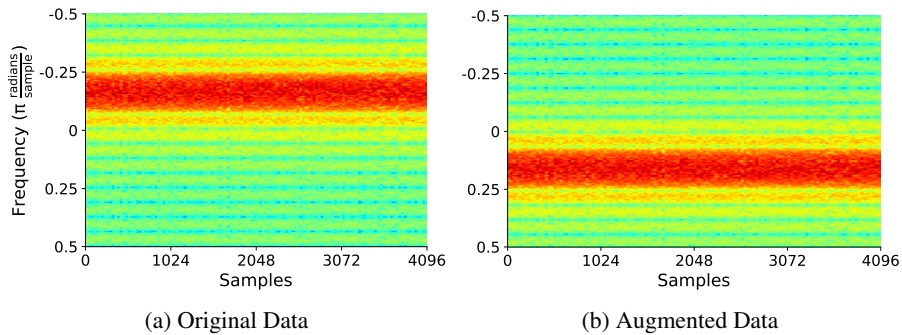 -0.5
-0.25
0
0.25
0.5
Frequency (π radians/sample)
0 1024 2048 3072 4096
Samples
(a) Original Data
-0.5
-0.25
0
0.25
0.5
0 1024 2048 3072 4096
Samples
(b) Augmented Data